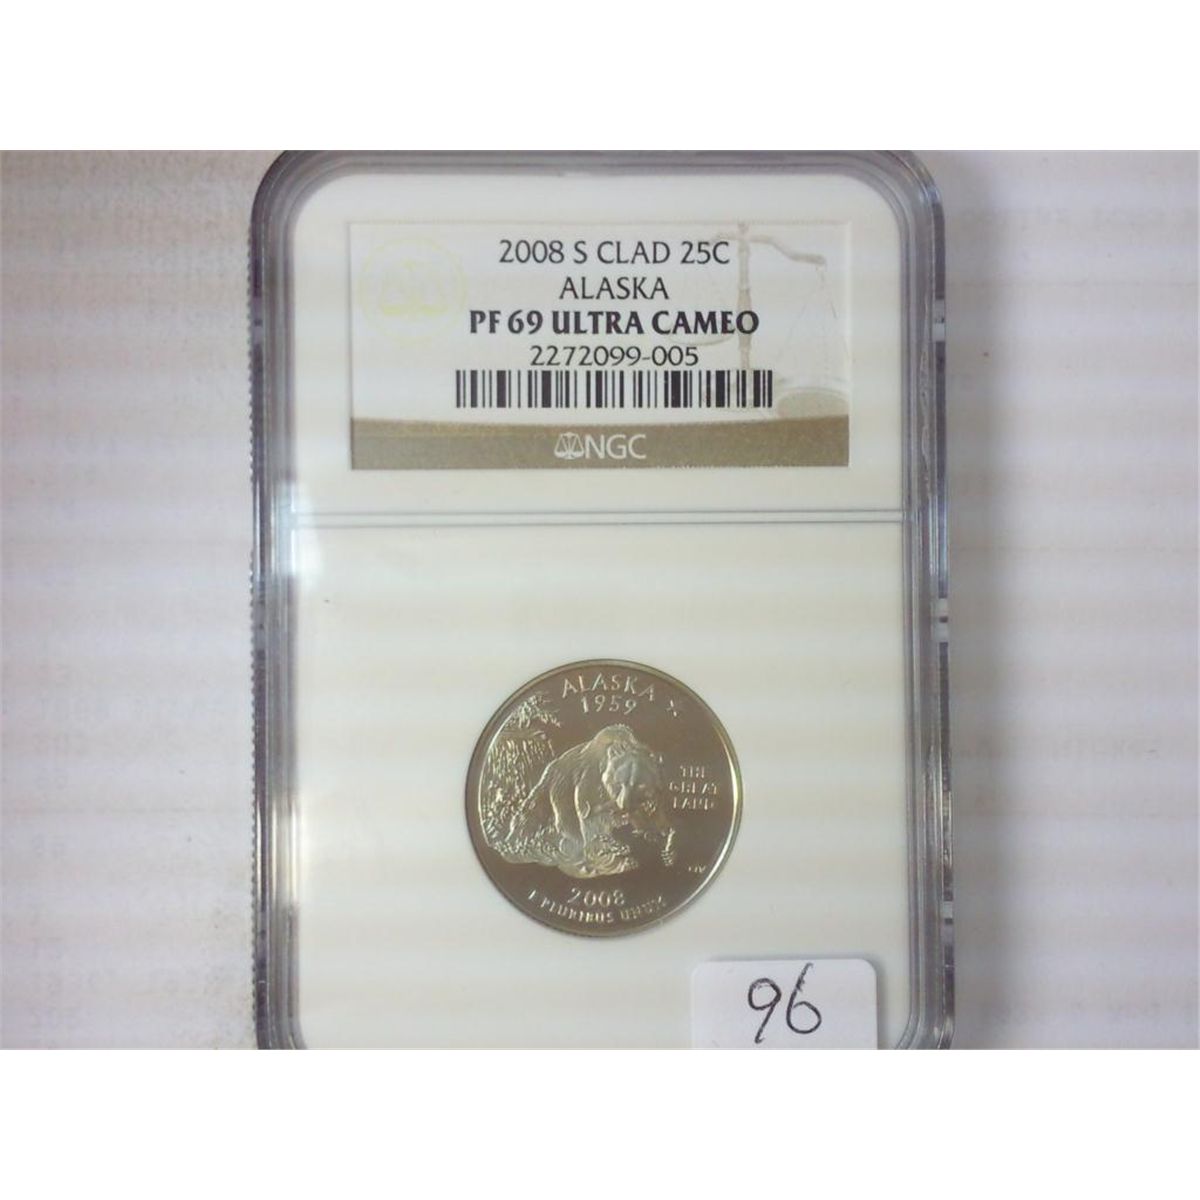 2008 S CLAD 25C
ALASKA
PF 69 ULTRA CAMEO
2272099-005
NGC
ALASKA
1959
THE
GREAT
LAND
2008
E PLURIBUS UNUM
96